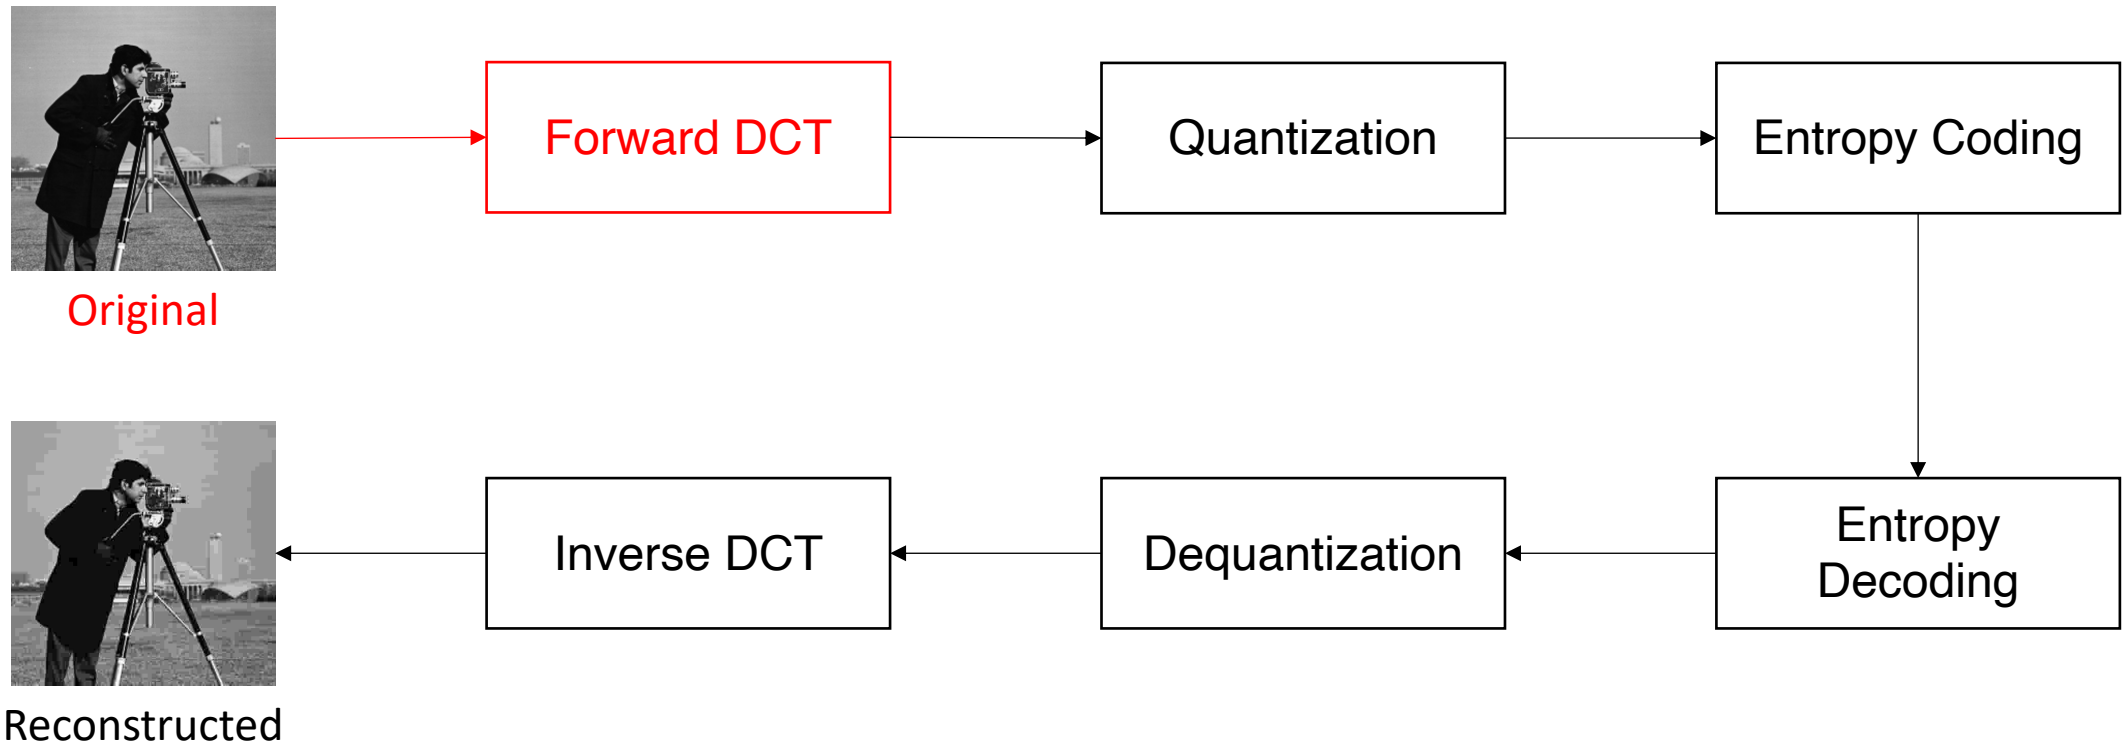 Forward DCT
Quantization
Entropy Coding
Original
Inverse DCT
Dequantization
Entropy
Decoding
Reconstructed